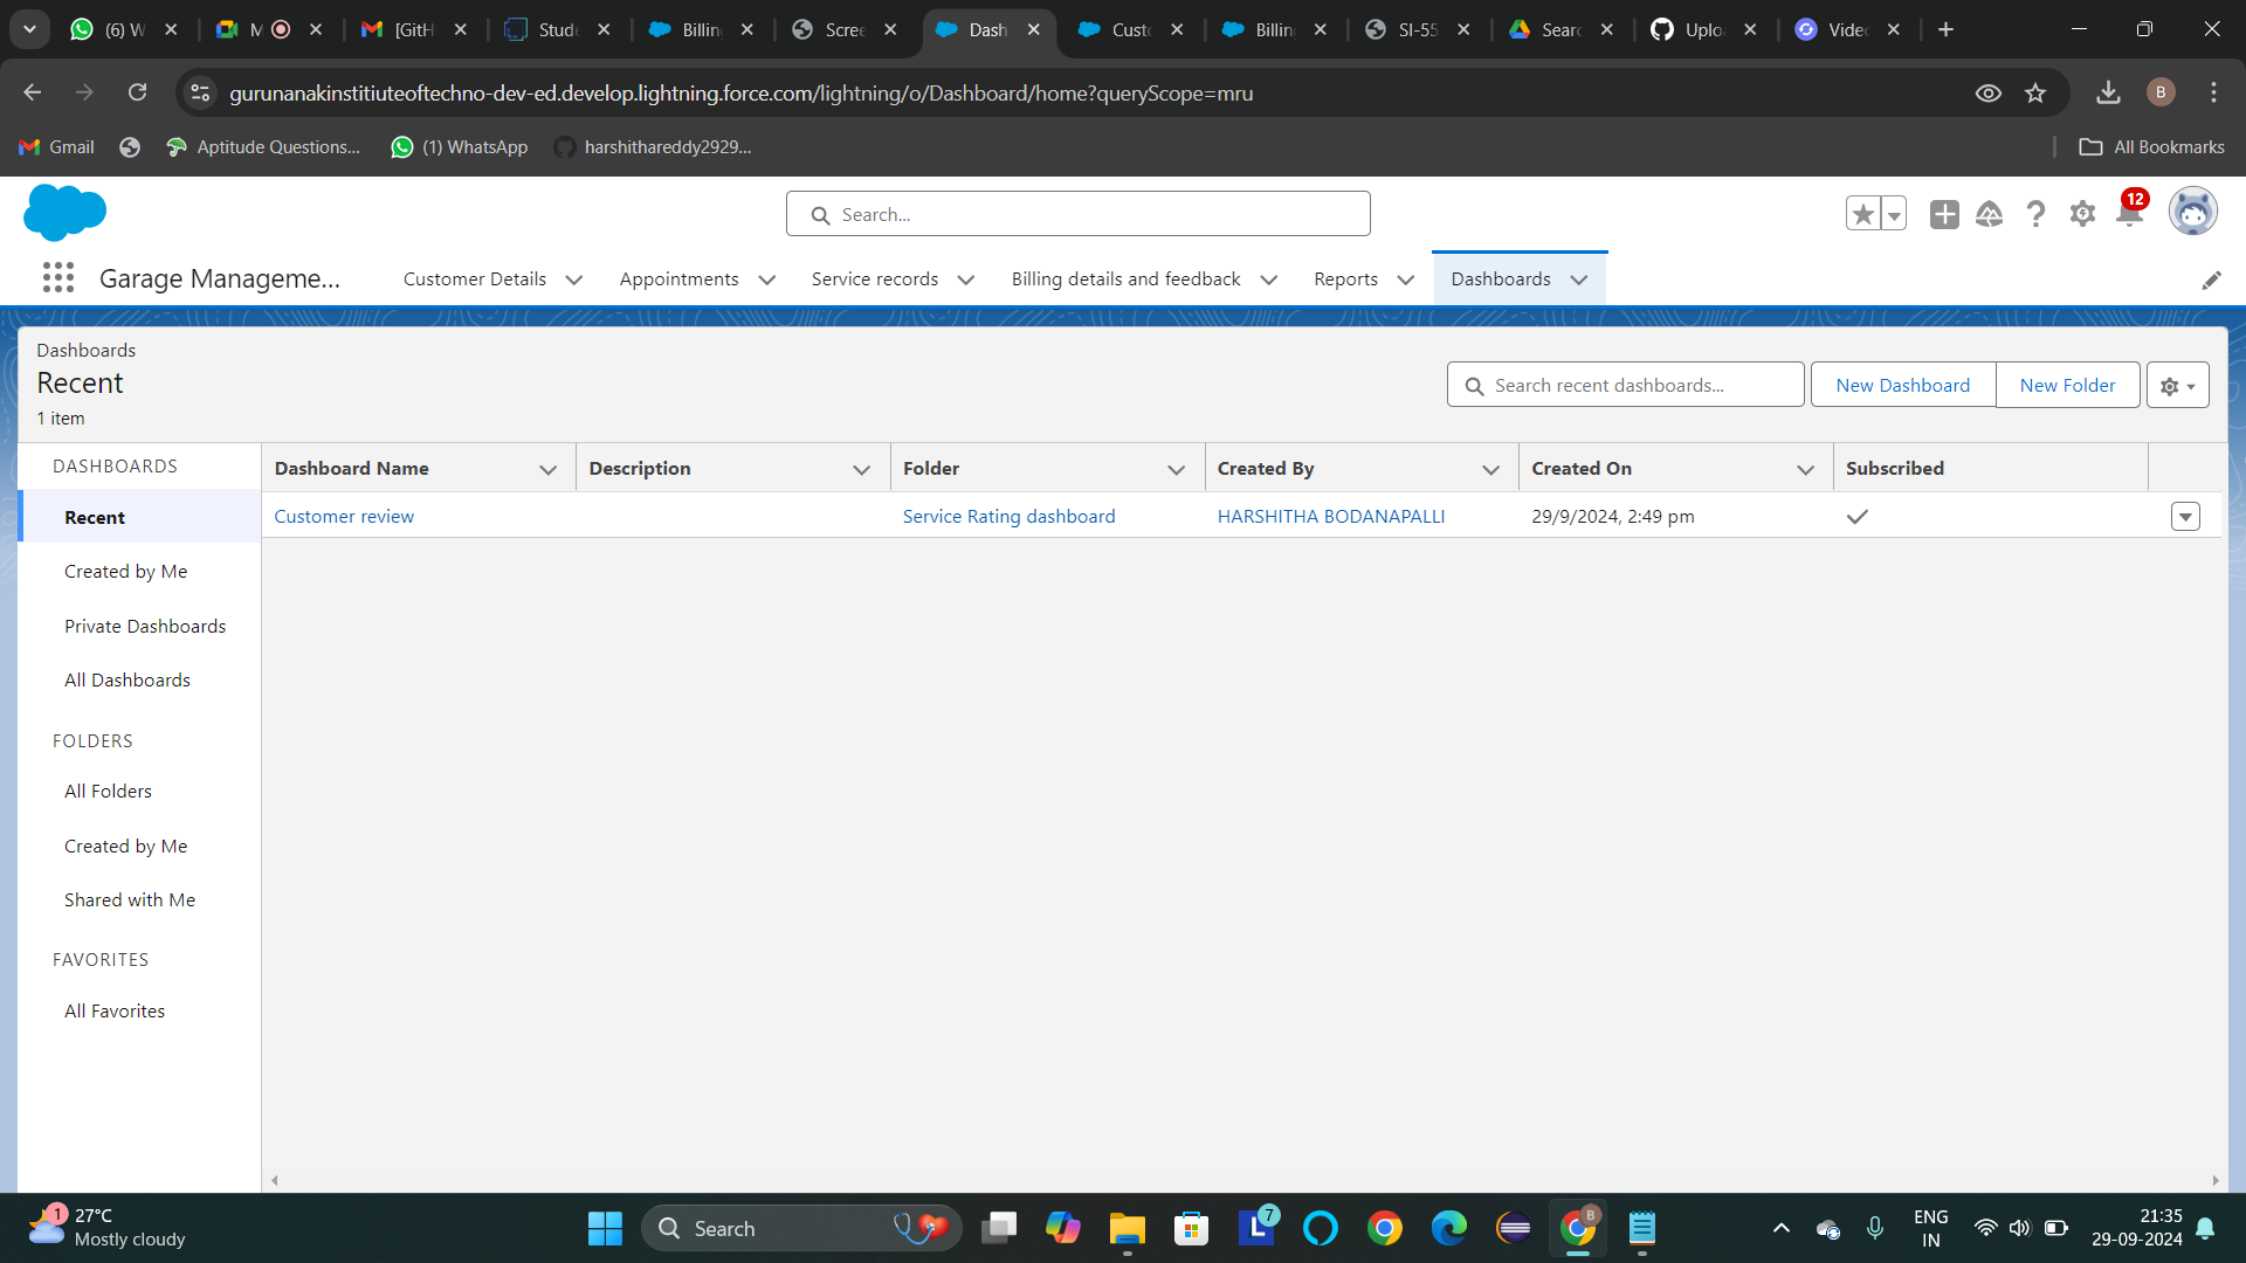 (6) W
M
[GitH
Stud
Billin
Scree
Dash
Custo
Billin
SI-55
Searc
Uplo
Video
gurunanakinstitiuteoftechno-dev-ed.develop.lightning.force.com/lightning/o/Dashboard/home?queryScope=mru
B
Gmail
Aptitude Questions...
(1) WhatsApp
harshithareddy2929...
All Bookmarks
Search...
12
Garage Manageme...
Customer Details
Appointments
Service records
Billing details and feedback
Reports
Dashboards
Dashboards
Recent
1 item
Search recent dashboards...
New Dashboard
New Folder
DASHBOARDS
Dashboard Name
Description
Folder
Created By
Created On
Subscribed
Recent
Customer review
Service Rating dashboard
HARSHITHA BODANAPALLI
29/9/2024, 2:49 pm
Created by Me
Private Dashboards
All Dashboards
FOLDERS
All Folders
Created by Me
Shared with Me
FAVORITES
All Favorites
1
27°C
Mostly cloudy
Search
L
7
B
ENG
IN
21:35
29-09-2024